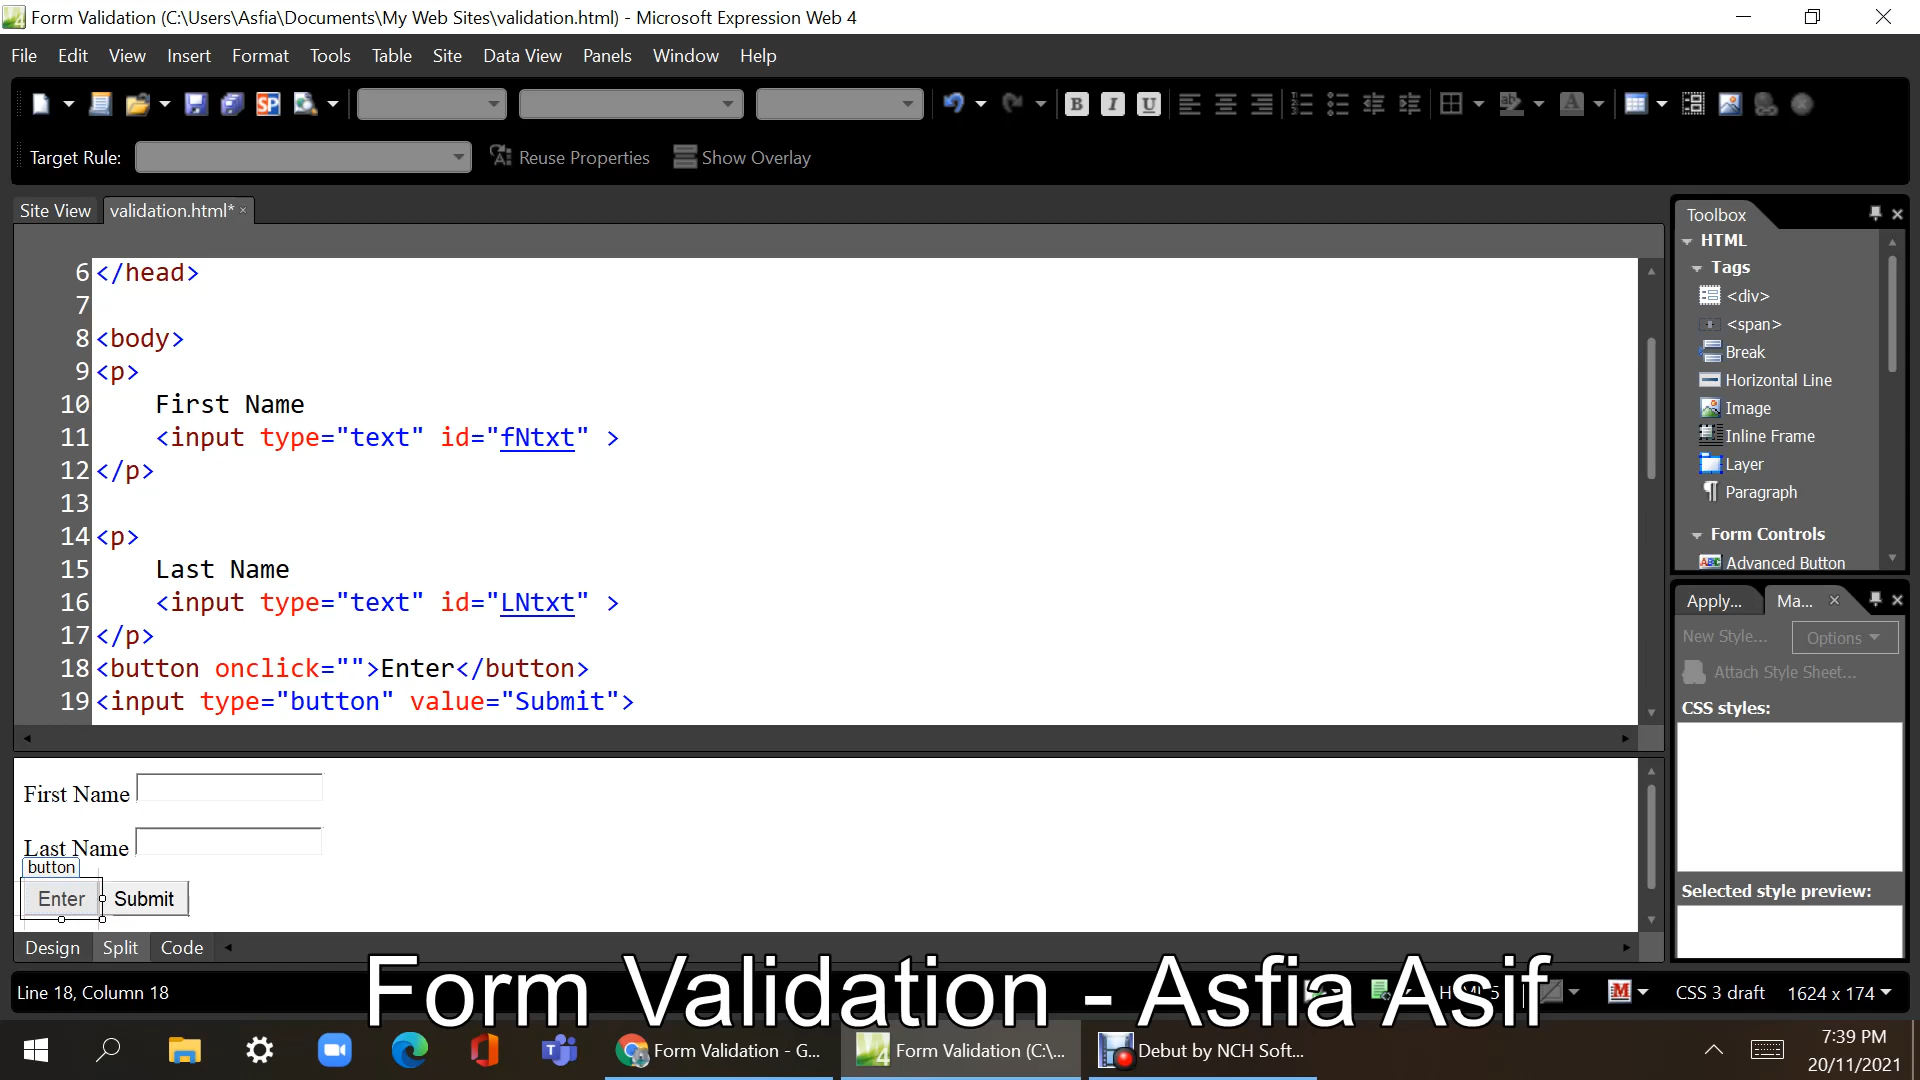 Form Validation (C:\Users\Asfia\Documents\My Web Sites\validation.html) - Microsoft Expression Web 4
File Edit View Insert Format Tools Table Site Data View Panels Window Help
SP B I U A
Target Rule: Reuse Properties Show Overlay
Site View validation.html* ×
6 </head>
7
8 <body>
9 <p>
10 First Name
11 <input type="text" id="fNtxt" >
12 </p>
13
14 <p>
15 Last Name
16 <input type="text" id="LNtxt" >
17 </p>
18 <button onclick="">Enter</button>
19 <input type="button" value="Submit">
Toolbox
HTML
Tags
<div>
<span>
Break
Horizontal Line
Image
Inline Frame
Layer
Paragraph
Form Controls
Advanced Button
Apply... Ma...
New Style... Options
Attach Style Sheet...
CSS styles:
Selected style preview:
First Name
Last Name
button
Enter Submit
Design Split Code
Form Validation - Asfia Asif
Line 18, Column 18
CSS 3 draft 1624 x 174
Form Validation - G... Form Validation (C:\... Debut by NCH Soft...
7:39 PM
20/11/2021